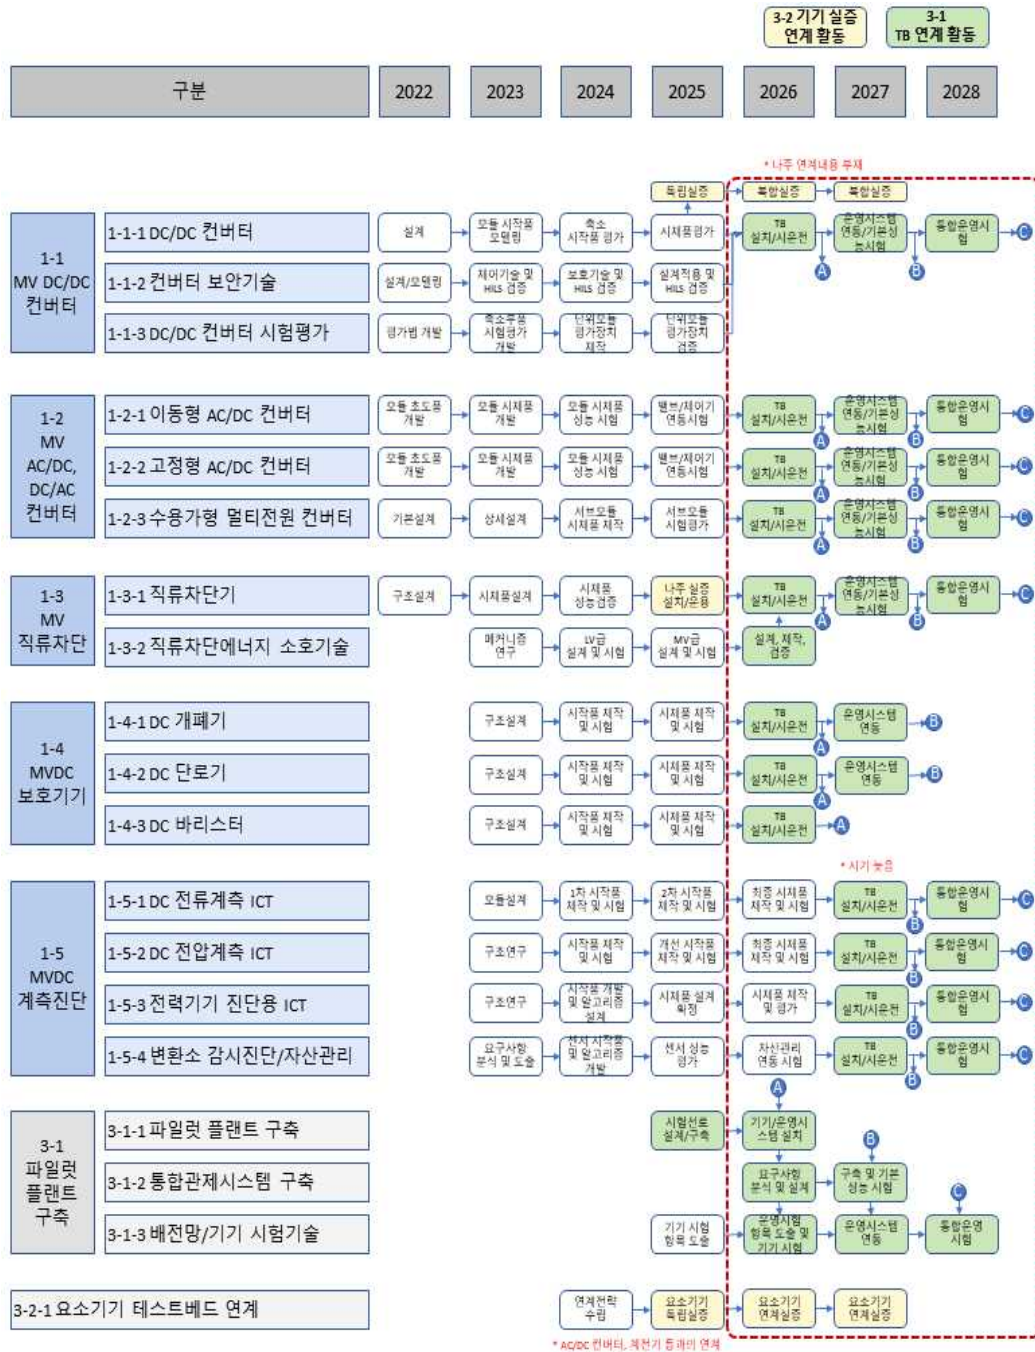 3-2 기기 실증
연계 활동
3-1
TB 연계 활동
구분
2022
2023
2024
2025
2026
2027
2028
* 나주 연계내용 부재
독립실증
복합실증
복합실증
1-1
MV DC/DC
컨버터
1-1-1 DC/DC 컨버터
설계
모듈 시작품
모델링
축소
시작품 평가
시제품평가
TB
설치/시운전
운영시스템
연동/기본성
능시험
통합운영시
험
C
A
B
1-1-2 컨버터 보안기술
설계/모델링
제어기술 및
HILS 검증
보호기술 및
HILS 검증
설계적용 및
HILS 검증
1-1-3 DC/DC 컨버터 시험평가
평가법 개발
축소부품
시험평가
개발
단위모듈
평가장치
제작
단위모듈
평가장치
검증
1-2
MV
AC/DC,
DC/AC
컨버터
1-2-1 이동형 AC/DC 컨버터
모듈 초도품
개발
모듈 시제품
개발
모듈 시제품
성능 시험
밸브/제어기
연동시험
TB
설치/시운전
운영시스템
연동/기본성
능시험
통합운영시
험
C
A
B
1-2-2 고정형 AC/DC 컨버터
모듈 초도품
개발
모듈 시제품
개발
모듈 시제품
성능 시험
밸브/제어기
연동시험
TB
설치/시운전
운영시스템
연동/기본성
능시험
통합운영시
험
C
A
B
1-2-3 수용가형 멀티전원 컨버터
기본설계
상세설계
서브모듈
시제품 제작
서브모듈
시험평가
TB
설치/시운전
운영시스템
연동/기본성
능시험
통합운영시
험
C
A
B
1-3
MV
직류차단
1-3-1 직류차단기
구조설계
시제품설계
시제품
성능검증
나주 실증
설치/운용
TB
설치/시운전
운영시스템
연동/기본성
능시험
통합운영시
험
C
A
B
1-3-2 직류차단에너지 소호기술
메커니즘
연구
LV급
설계 및 시험
MV급
설계 및 시험
설계, 제작,
검증
1-4
MVDC
보호기기
1-4-1 DC 개폐기
구조설계
시작품 제작
및 시험
시제품 제작
및 시험
TB
설치/시운전
운영시스템
연동
B
A
1-4-2 DC 단로기
구조설계
시작품 제작
및 시험
시제품 제작
및 시험
TB
설치/시운전
운영시스템
연동
B
A
1-4-3 DC 바리스터
구조설계
시작품 제작
및 시험
시제품 제작
및 시험
TB
설치/시운전
A
* 시기 늦음
1-5
MVDC
계측진단
1-5-1 DC 전류계측 ICT
모듈설계
1차 시작품
제작 및 시험
2차 시작품
제작 및 시험
최종 시제품
제작 및 시험
TB
설치/시운전
통합운영시
험
C
B
1-5-2 DC 전압계측 ICT
구조연구
시작품 제작
및 시험
개선 시작품
제작 및 시험
최종 시제품
제작 및 시험
TB
설치/시운전
통합운영시
험
C
B
1-5-3 전력기기 진단용 ICT
구조연구
시작품 개발
및 알고리즘
설계
시제품 설계
확정
시제품 제작
및 평가
TB
설치/시운전
통합운영시
험
C
B
1-5-4 변환소 감시진단/자산관리
요구사항
분석 및 도출
센서 시작품
및 알고리즘
개발
센서 성능
평가
자산관리
연동 시험
TB
설치/시운전
통합운영시
험
C
B
A
3-1
파일럿
플랜트
구축
3-1-1 파일럿 플랜트 구축
시험선로
설계/구축
기기/운영시
스템 설치
B
3-1-2 통합관제시스템 구축
요구사항
분석 및 설계
구축 및 기본
성능 시험
C
3-1-3 배전망/기기 시험기술
기기 시험
항목 도출
운영시험
항목 도출 및
기기 시험
운영시스템
연동
통합운영
시험
3-2-1 요소기기 테스트베드 연계
연계전략
수립
요소기기
독립실증
요소기기
연계실증
요소기기
연계실증
* AC/DC 컨버터, 계전기 등과의 연계